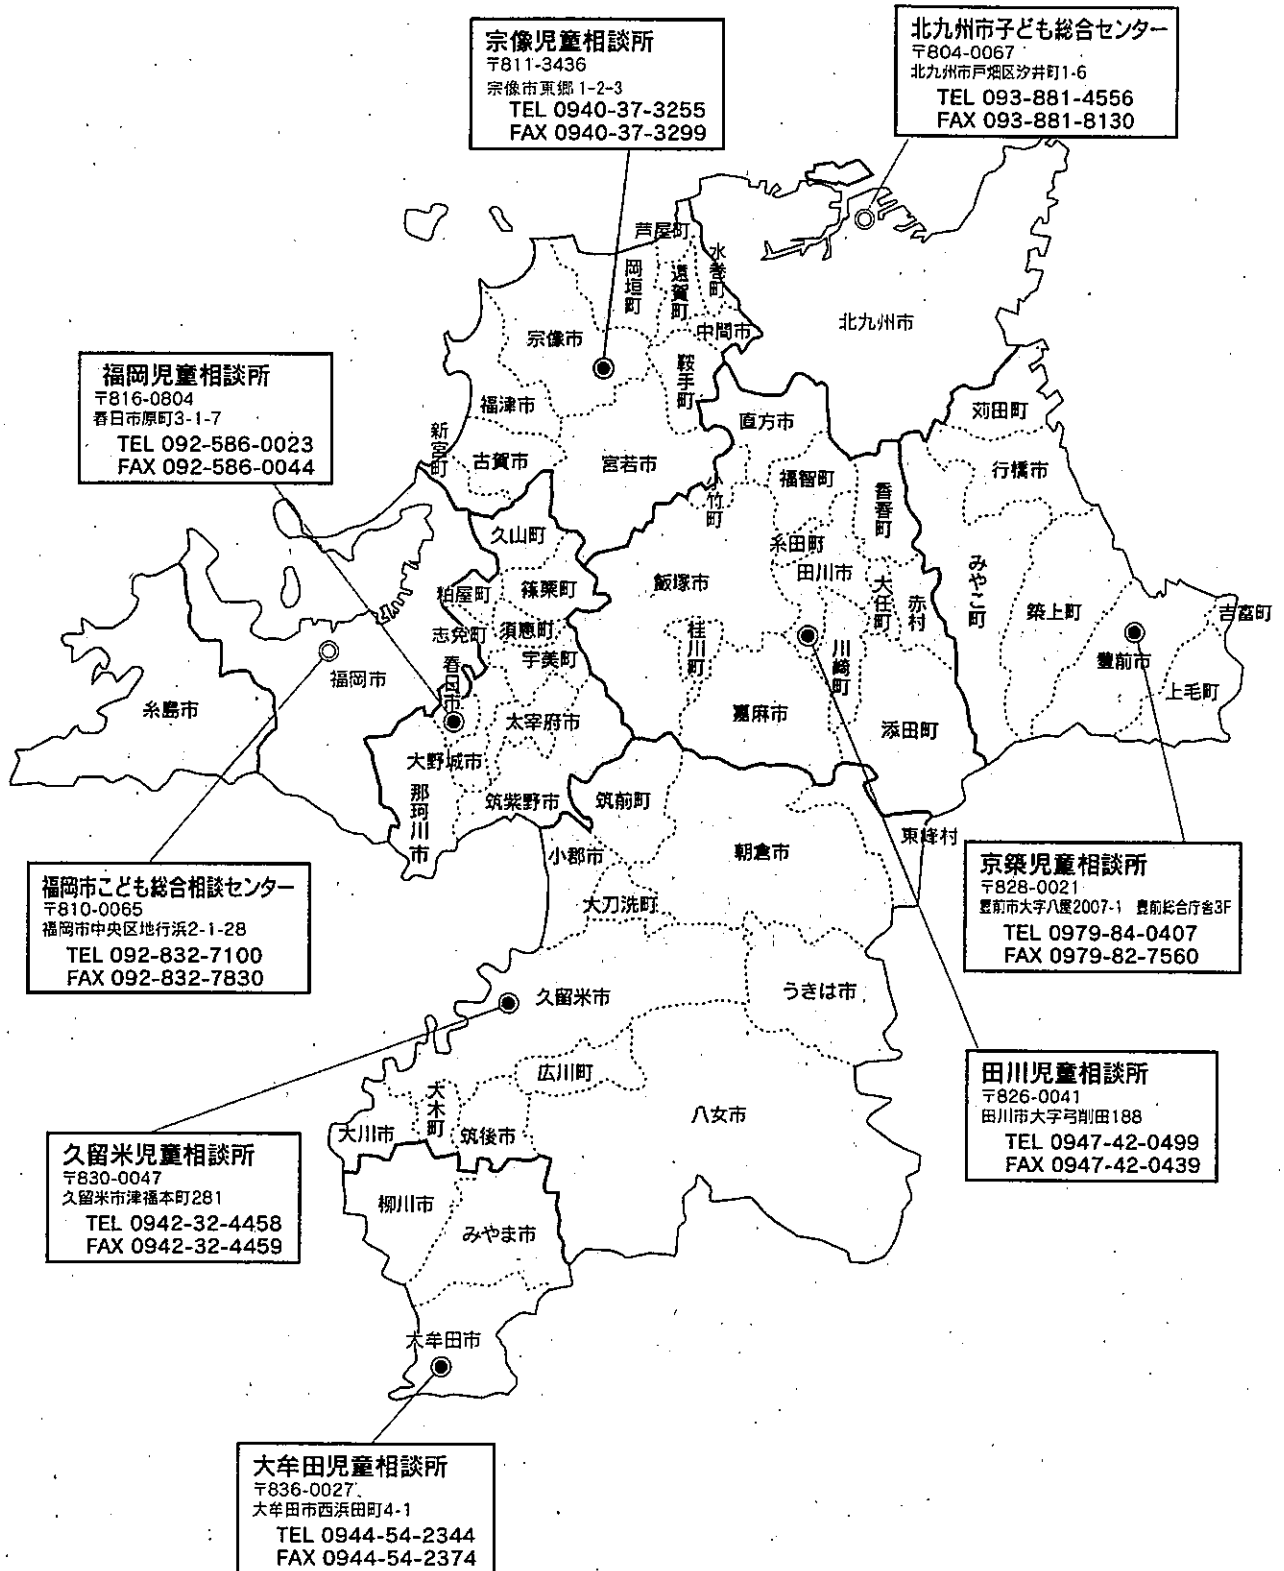 宗像児童相談所
〒811-3436
宗像市東郷1-2-3
TEL 0940-37-3255
FAX 0940-37-3299
北九州市子ども総合センター
〒804-0067
北九州市戸畑区汐井町1-6
TEL 093-881-4556
FAX 093-881-8130
芦屋町
岡垣町
遠賀町
水巻町
中間市
北九州市
宗像市
鞍手町
福岡児童相談所
〒816-0804
春日市原町3-1-7
TEL 092-586-0023
FAX 092-586-0044
福津市
新宮町
古賀市
宮若市
直方市
小竹町
福智町
香春町
苅田町
行橋市
久山町
糸田町
飯塚市
田川市
大任町
赤村
みやこ町
築上町
吉富町
豊前市
上毛町
粕屋町
篠栗町
志免町
須恵町
宇美町
桂川町
川崎町
嘉麻市
添田町
福岡市
糸島市
春日市
太宰府市
大野城市
那珂川市
筑紫野市
筑前町
小郡市
朝倉市
東峰村
大刀洗町
福岡市こども総合相談センター
〒810-0065
福岡市中央区地行浜2-1-28
TEL 092-832-7100
FAX 092-832-7830
京築児童相談所
〒828-0021
豊前市大字八屋2007-1 豊前総合庁舎3F
TEL 0979-84-0407
FAX 0979-82-7560
久留米市
うきは市
広川町
八女市
大木町
大川市
筑後市
田川児童相談所
〒826-0041
田川市大字弓削田188
TEL 0947-42-0499
FAX 0947-42-0439
久留米児童相談所
〒830-0047
久留米市津福本町281
TEL 0942-32-4458
FAX 0942-32-4459
柳川市
みやま市
大牟田市
大牟田児童相談所
〒836-0027
大牟田市西浜田町4-1
TEL 0944-54-2344
FAX 0944-54-2374